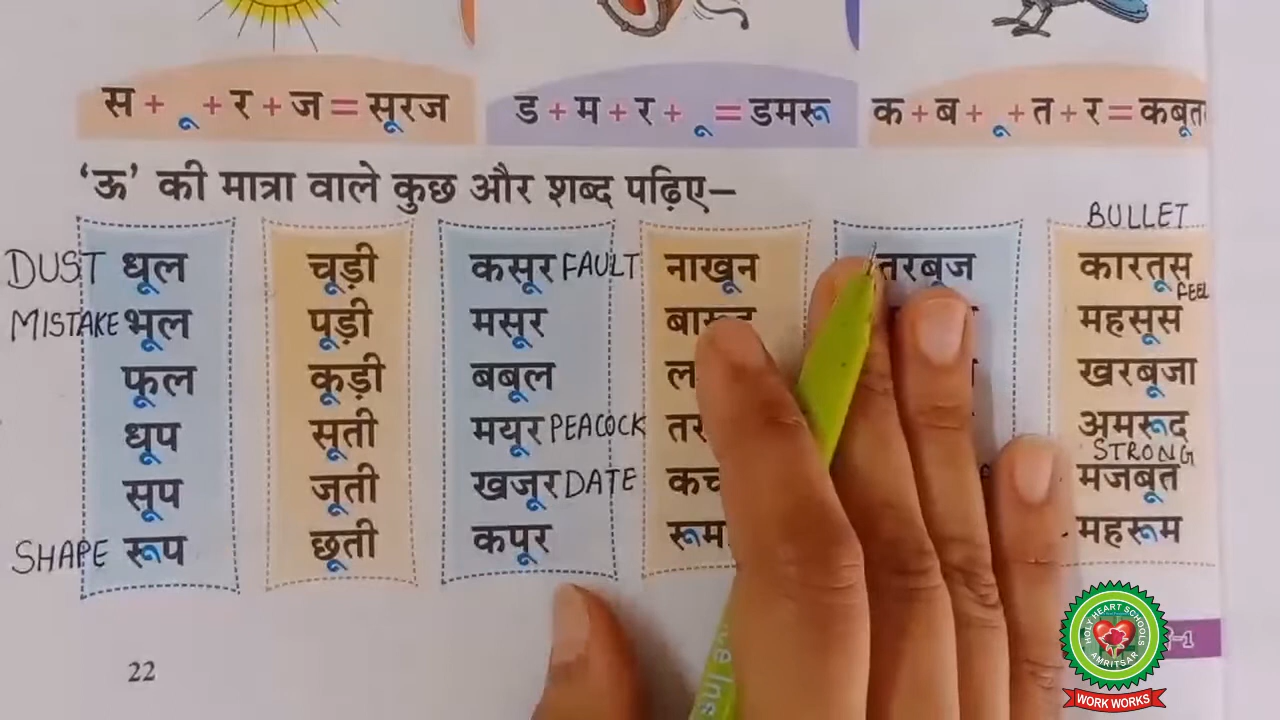 स + ू + र + ज = सूरज
ड + म + र + ू = डमरू
क + ब + ू + त + र =
'ऊ' की मात्रा वाले कुछ और शब्द पढ़िए–
DUST धूल
MISTAKE भूल
फूल
धूप
सूप
SHAPE रूप
चूड़ी
पूड़ी
कूड़ी
सूती
जूती
छूती
कसूर FAULT
मसूर
बबूल
मयूर PEACOCK
खजूर DATE
कपूर
नाखून
तरबूज
BULLET
कारतूस
FEEL
महसूस
खरबूजा
अमरूद
STRONG
मजबूत
महरूम
22
-1
HOLY HEART SCHOOLS
AMRITSAR
WORK WORKS